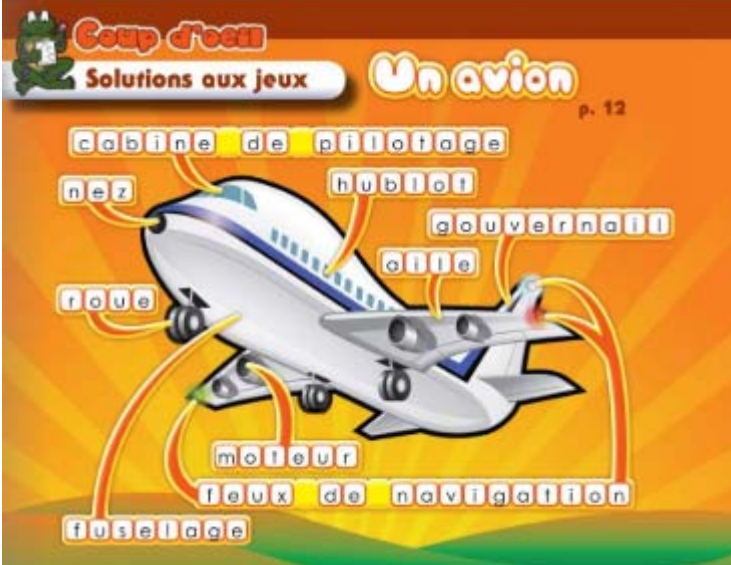 Coup d'oeil
Solutions aux jeux
Un avion
p. 12
cabine de pilotage
nez
hublot
gouvernail
aile
roue
moteur
feux de navigation
fuselage